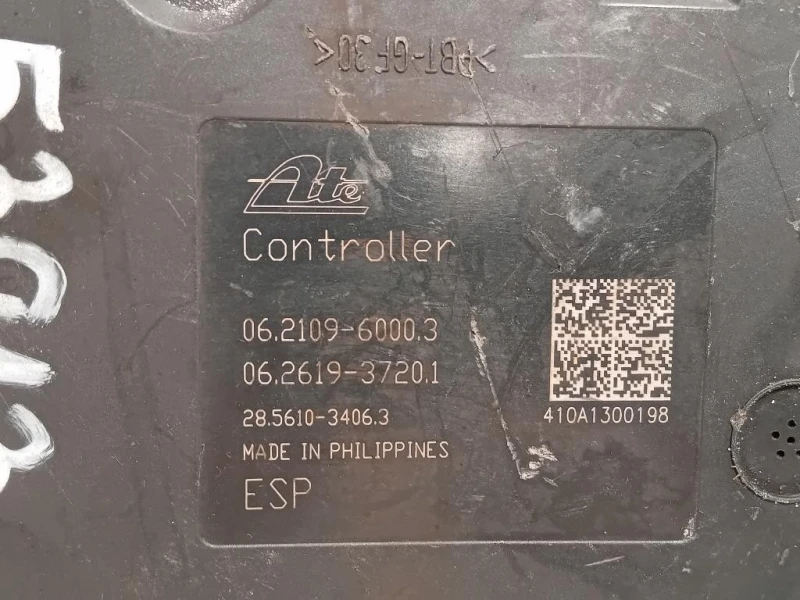 >PBT-GF30<
Ate
Controller
06.2109-6000.3
06.2619-3720.1
28.5610-3406.3
410A1300198
MADE IN PHILIPPINES
ESP